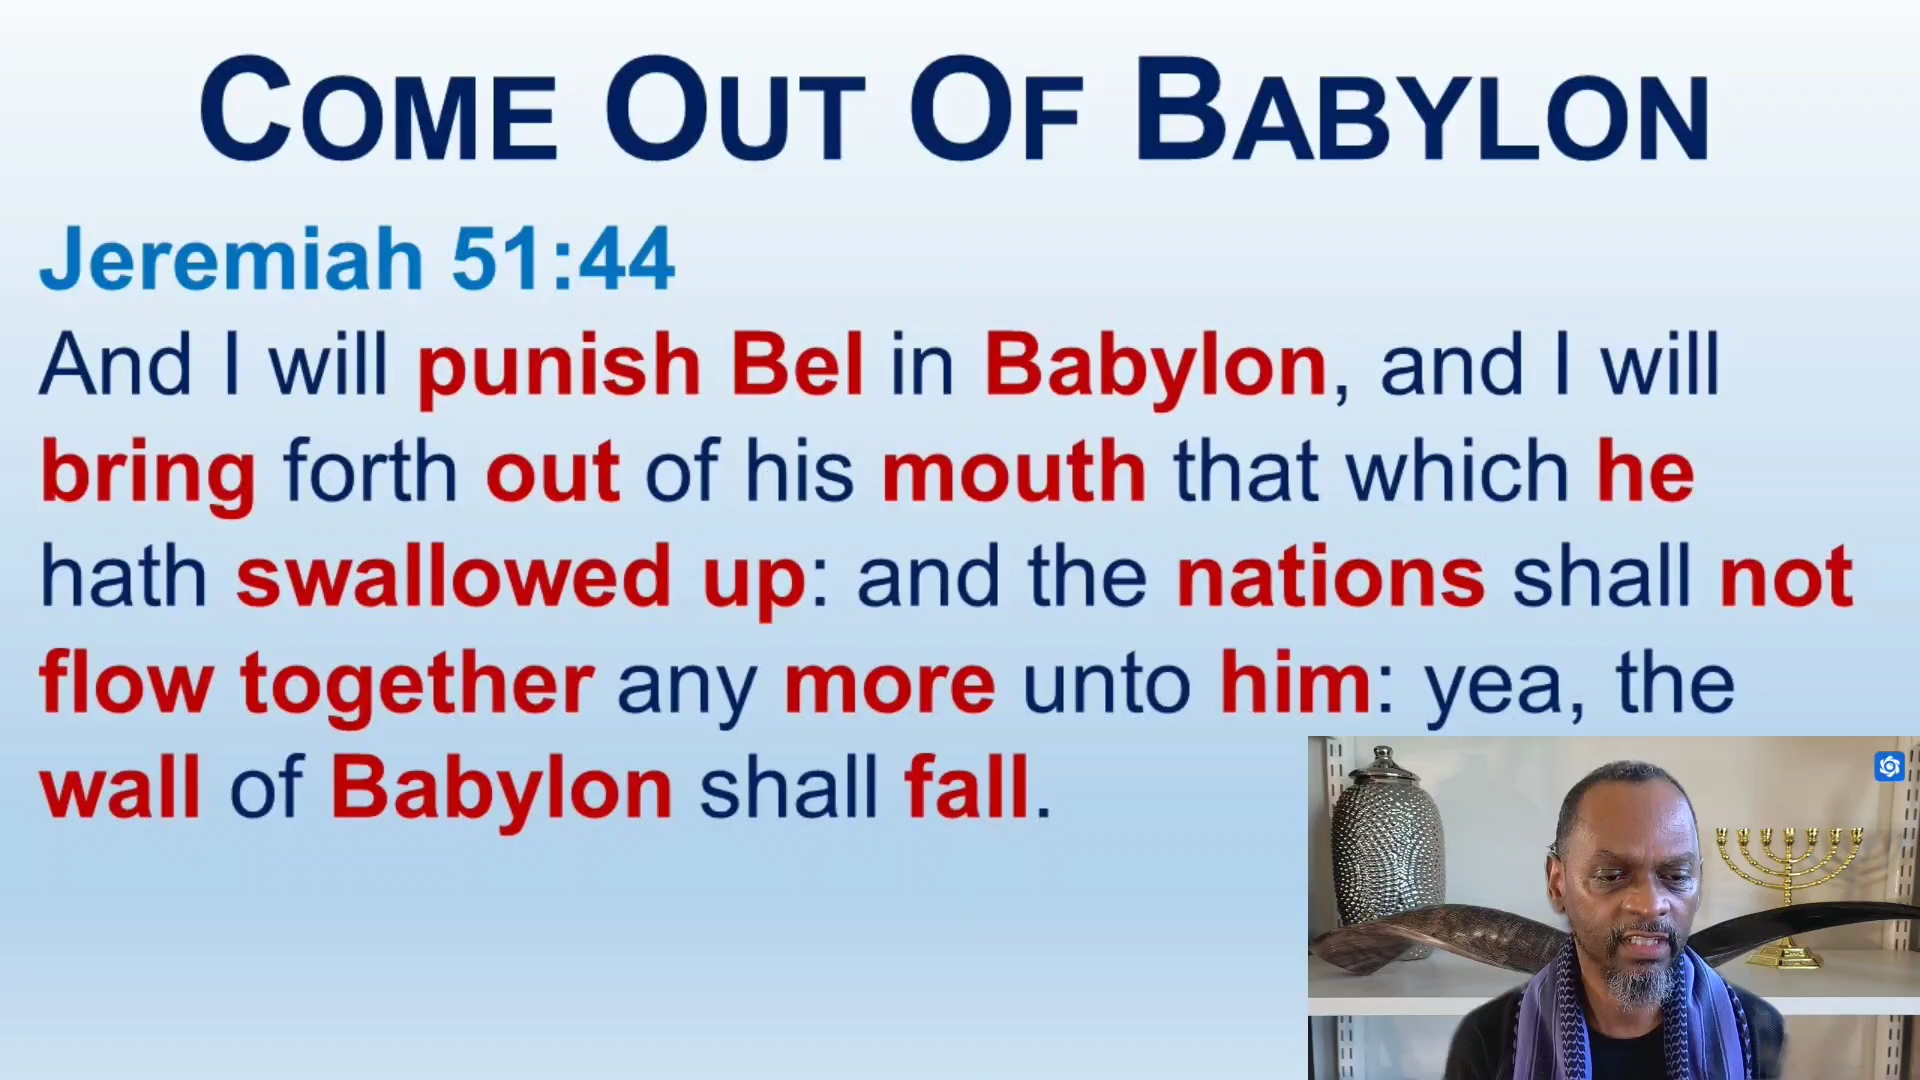 COME OUT OF BABYLON
Jeremiah 51:44
And I will punish Bel in Babylon, and I will
bring forth out of his mouth that which he
hath swallowed up: and the nations shall not
flow together any more unto him: yea, the
wall of Babylon shall fall.